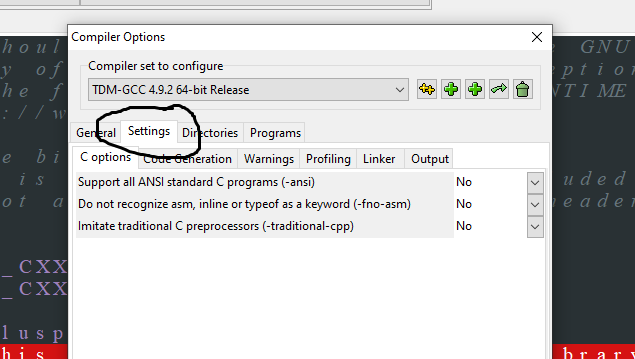 houl
e GNU
Compiler Options
y of
ption
Compiler set to configure
the f
NTIME
TDM-GCC 4.9.2 64-bit Release
://w
General Settings Directories Programs
e bi
C options Code Generation Warnings Profiling Linker Output
is
uded
Support all ANSI standard C programs (-ansi) No
ot a
eader
Do not recognize asm, inline or typeof as a keyword (-fno-asm) No
Imitate traditional C preprocessors (-traditional-cpp) No
_CXX
_CXX
lusp
his
brary